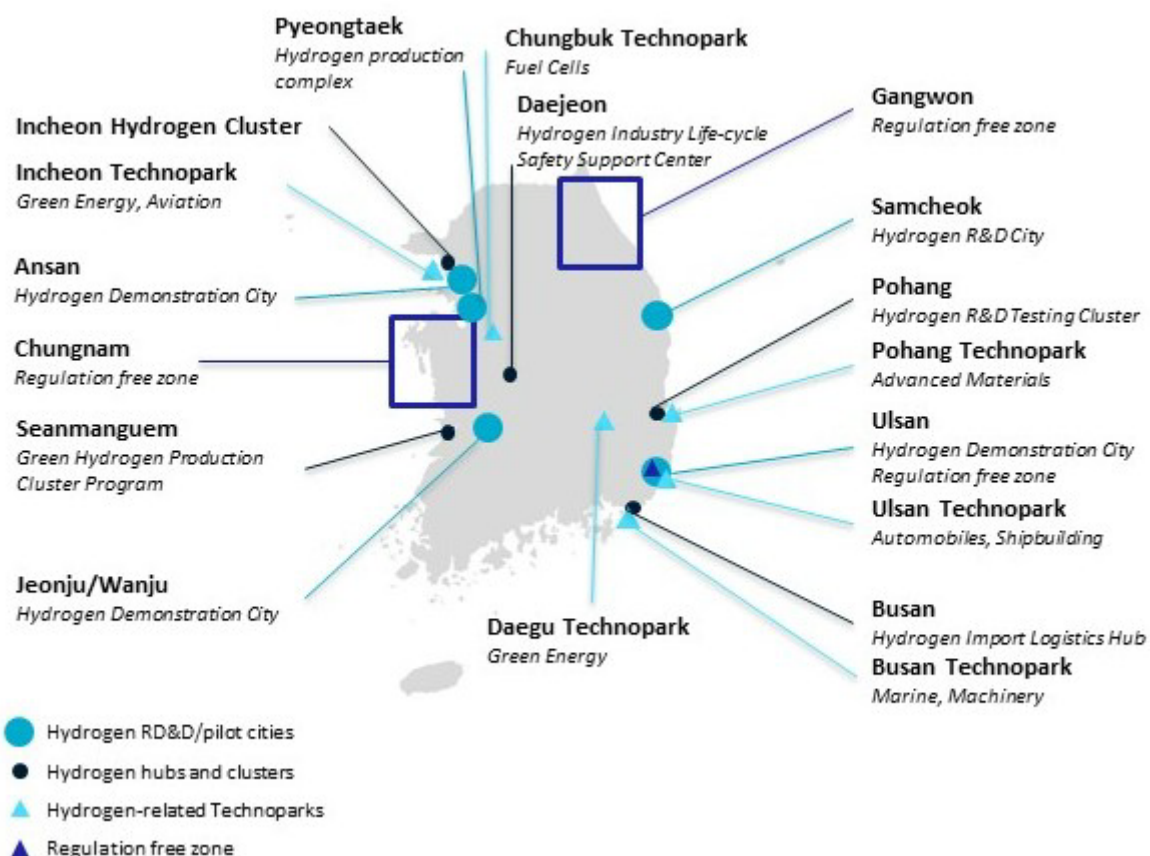 Pyeongtaek
Hydrogen production
complex
Chungbuk Technopark
Fuel Cells
Daejeon
Hydrogen Industry Life-cycle
Safety Support Center
Incheon Hydrogen Cluster
Incheon Technopark
Green Energy, Aviation
Ansan
Hydrogen Demonstration City
Chungnam
Regulation free zone
Seanmanguem
Green Hydrogen Production
Cluster Program
Jeonju/Wanju
Hydrogen Demonstration City
Gangwon
Regulation free zone
Samcheok
Hydrogen R&D City
Pohang
Hydrogen R&D Testing Cluster
Pohang Technopark
Advanced Materials
Ulsan
Hydrogen Demonstration City
Regulation free zone
Ulsan Technopark
Automobiles, Shipbuilding
Busan
Hydrogen Import Logistics Hub
Busan Technopark
Marine, Machinery
Daegu Technopark
Green Energy
Hydrogen RD&D/pilot cities
Hydrogen hubs and clusters
Hydrogen-related Technoparks
Regulation free zone